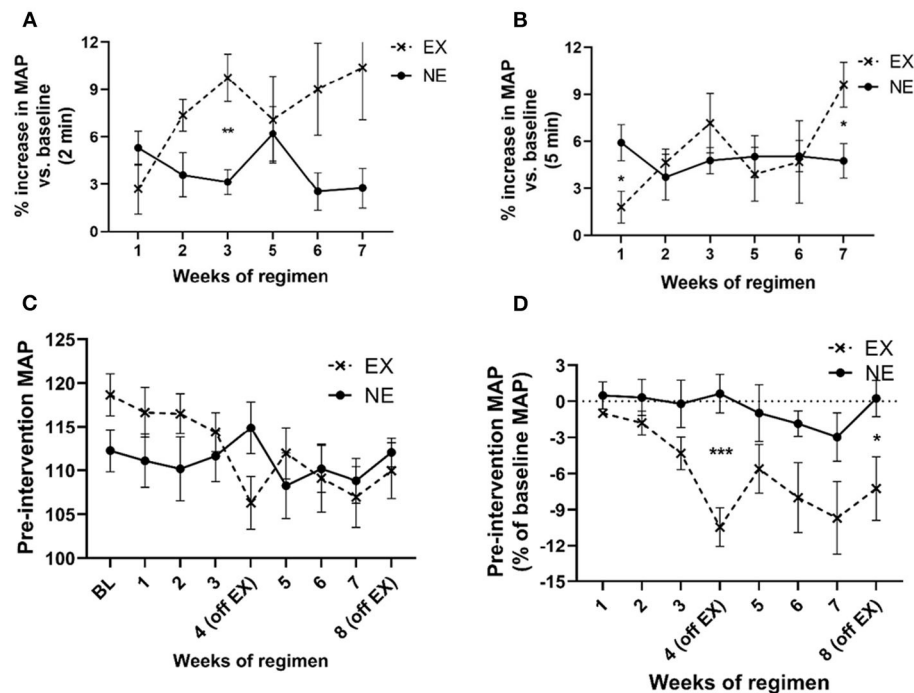 A
% increase in MAP
vs. baseline
(2 min)
12
9
6
3
0
1 2 3 5 6 7
Weeks of regimen
**
EX
NE
B
% increase in MAP
vs. baseline
(5 min)
12
9
6
3
0
1 2 3 5 6 7
Weeks of regimen
*
*
EX
NE
C
Pre-intervention MAP
125
120
115
110
105
100
BL 1 2 3 4 (off EX) 5 6 7 8 (off EX)
Weeks of regimen
EX
NE
D
Pre-intervention MAP
(% of baseline MAP)
3
0
-3
-6
-9
-12
-15
1 2 3 4 (off EX) 5 6 7 8 (off EX)
Weeks of regimen
***
*
EX
NE